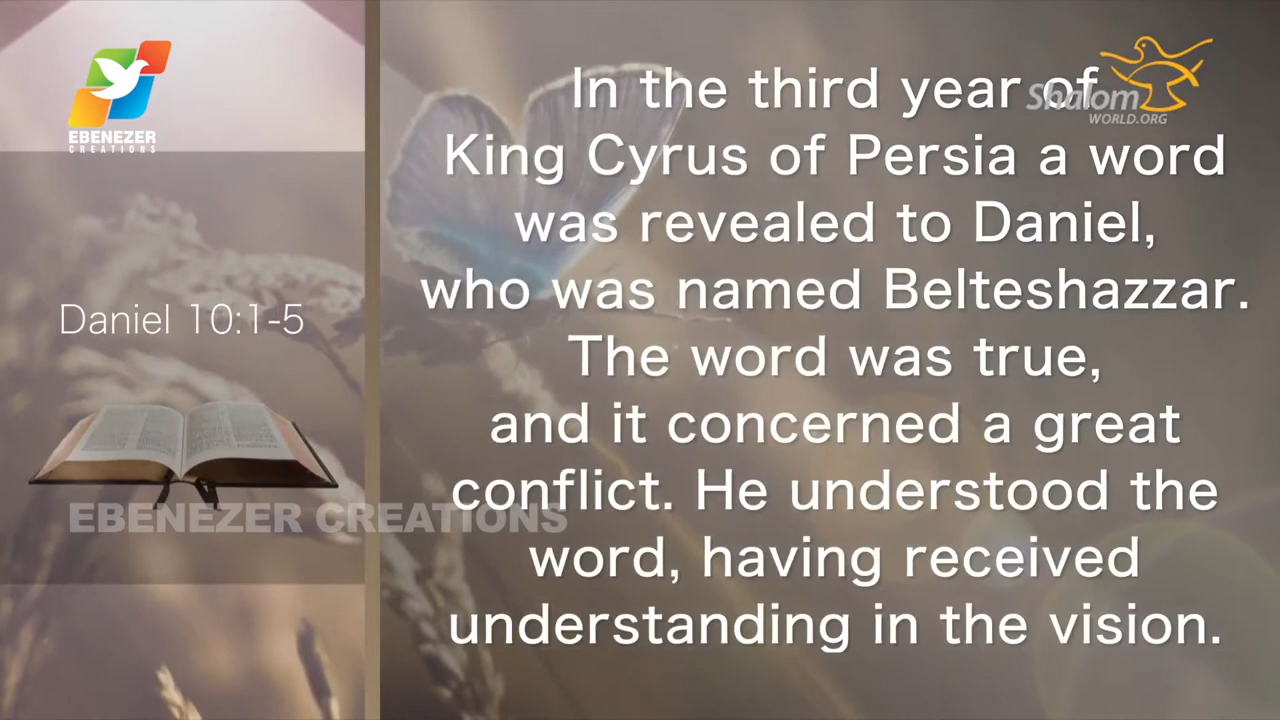 EBENEZER
CREATIONS
Shalom
WORLD.ORG
Daniel 10:1-5
EBENEZER CREATIONS
In the third year of
King Cyrus of Persia a word
was revealed to Daniel,
who was named Belteshazzar.
The word was true,
and it concerned a great
conflict. He understood the
word, having received
understanding in the vision.